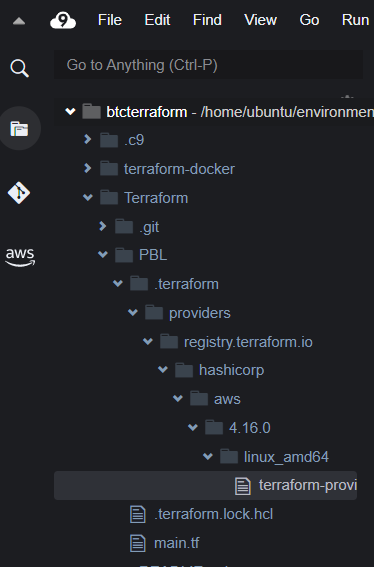 9 File Edit Find View Go Run
Go to Anything (Ctrl-P)
btcterraform - /home/ubuntu/environmen
.c9
terraform-docker
Terraform
.git
aws
PBL
.terraform
providers
registry.terraform.io
hashicorp
aws
4.16.0
linux_amd64
terraform-provi
.terraform.lock.hcl
main.tf